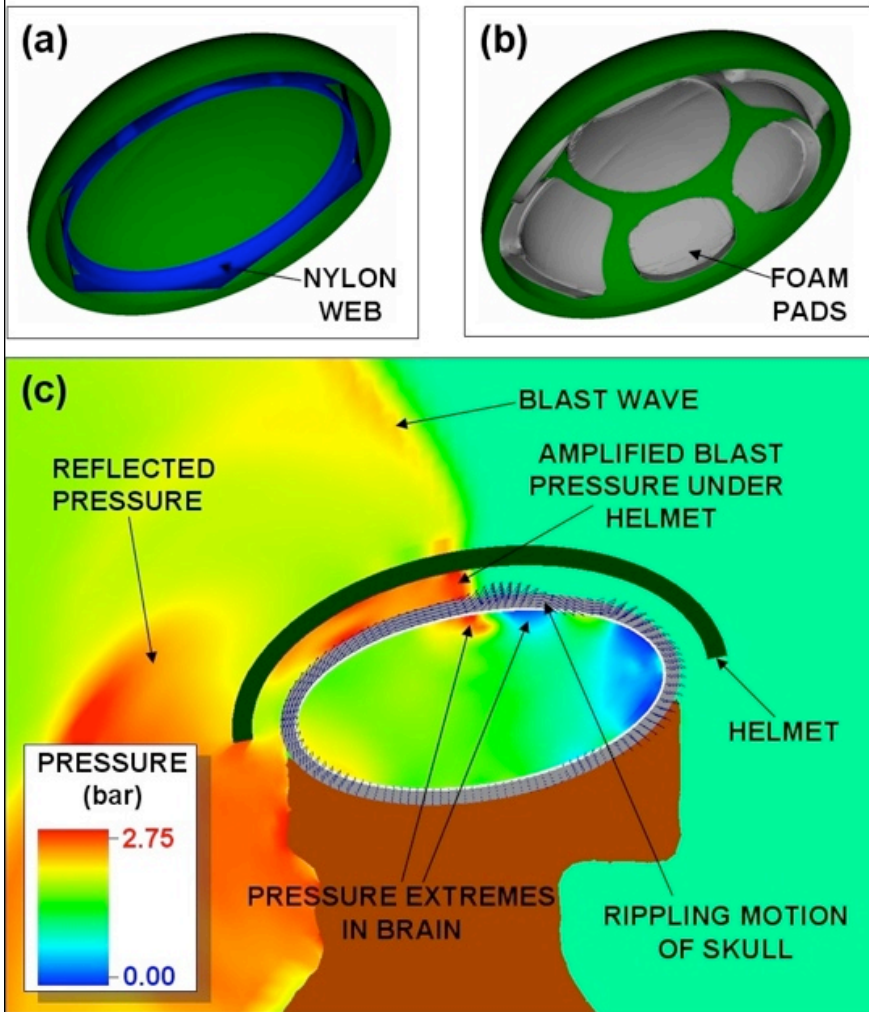 (a)
NYLON
WEB
(b)
FOAM
PADS
(c)
BLAST WAVE
REFLECTED
PRESSURE
AMPLIFIED BLAST
PRESSURE UNDER
HELMET
HELMET
PRESSURE
(bar)
2.75
0.00
PRESSURE EXTREMES
IN BRAIN
RIPPLING MOTION
OF SKULL